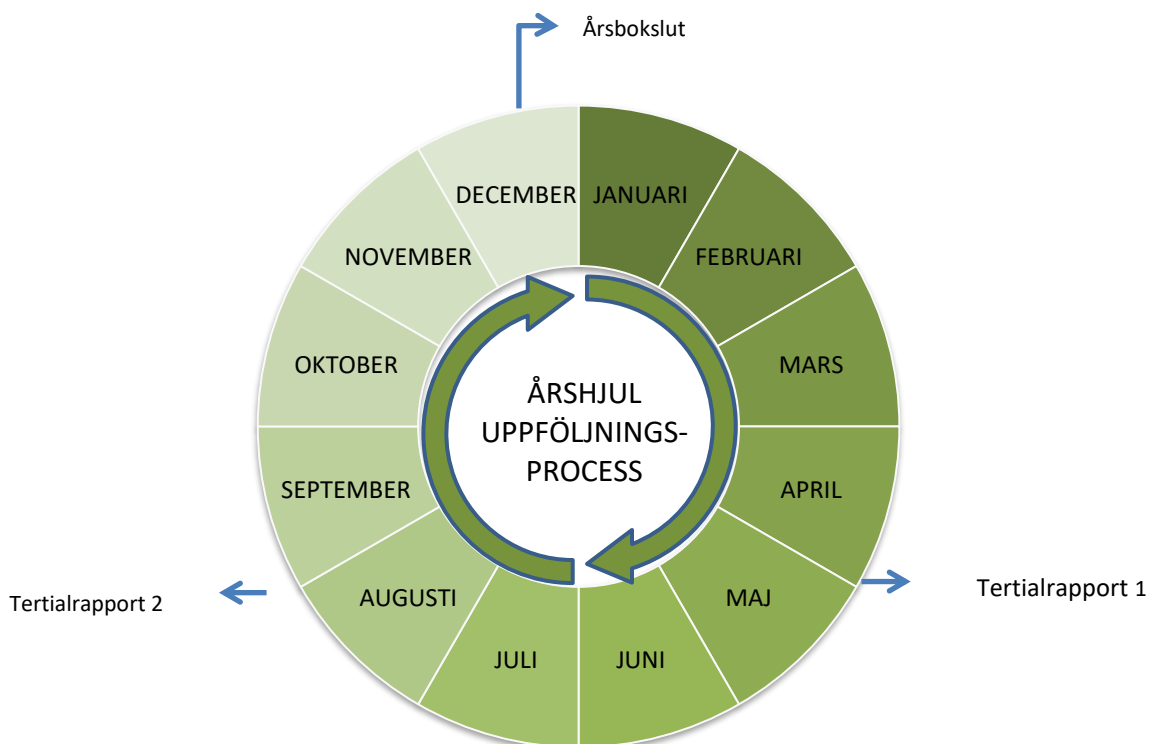 Årsbokslut
DECEMBER
JANUARI
NOVEMBER
FEBRUARI
OKTOBER
MARS
ÅRSHJUL
UPPFÖLJNINGS-
PROCESS
SEPTEMBER
APRIL
Tertialrapport 2
AUGUSTI
MAJ
Tertialrapport 1
JULI
JUNI